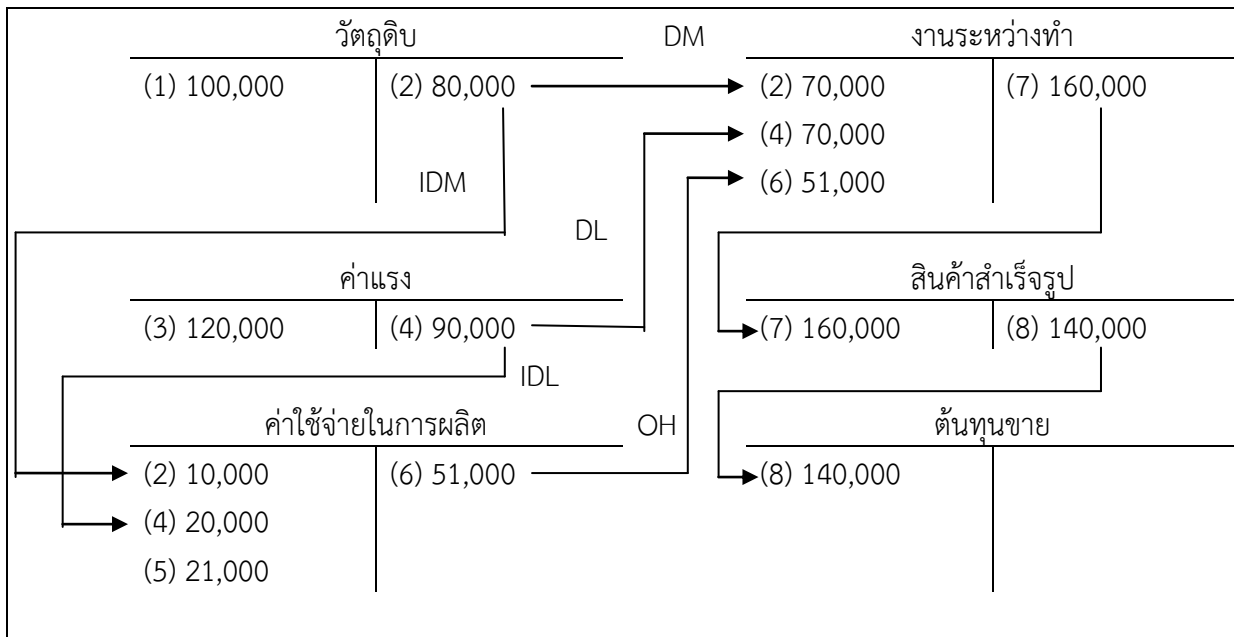 วัตถุดิบ DM งานระหว่างทำ
(1) 100,000 (2) 80,000 (2) 70,000 (7) 160,000
(4) 70,000
IDM (6) 51,000
DL
ค่าแรง สินค้าสำเร็จรูป
(3) 120,000 (4) 90,000 (7) 160,000 (8) 140,000
IDL
ค่าใช้จ่ายในการผลิต OH ต้นทุนขาย
(2) 10,000 (6) 51,000 (8) 140,000
(4) 20,000
(5) 21,000